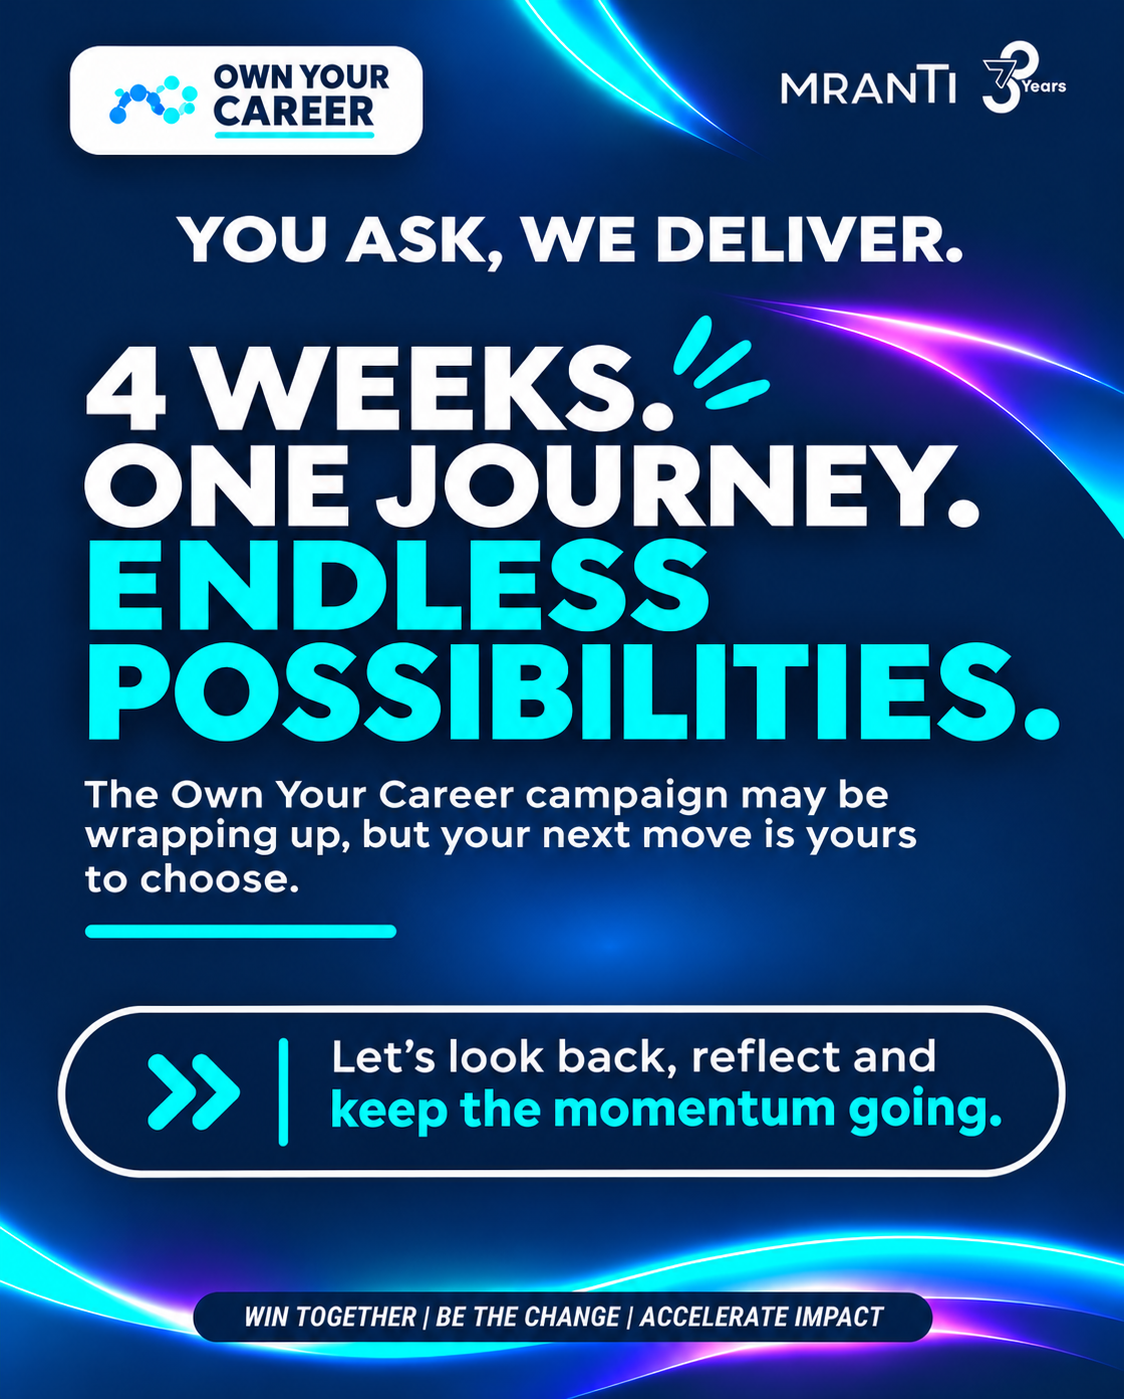 OWN YOUR
CAREER
MRANTI
3 Years
YOU ASK, WE DELIVER.
4 WEEKS.
ONE JOURNEY.
ENDLESS
POSSIBILITIES.
The Own Your Career campaign may be
wrapping up, but your next move is yours
to choose.
Let’s look back, reflect and
keep the momentum going.
WIN TOGETHER | BE THE CHANGE | ACCELERATE IMPACT